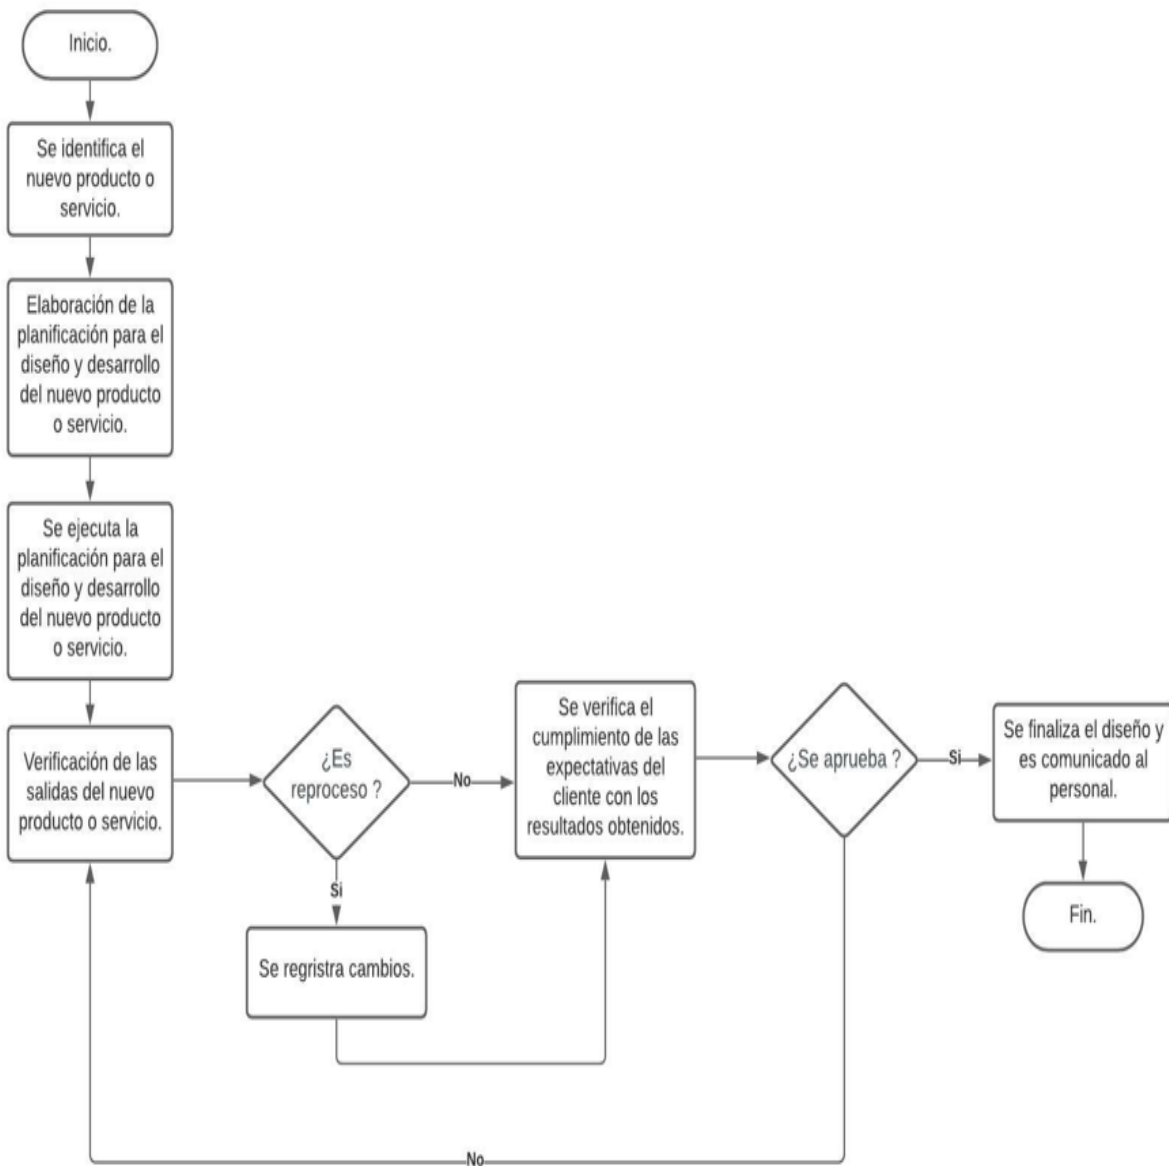 Inicio.
Se identifica el
nuevo producto o
servicio.
Elaboración de la
planificación para el
diseño y desarrollo
del nuevo producto
o servicio.
Se ejecuta la
planificación para el
diseño y desarrollo
del nuevo producto
o servicio.
Verificación de las
salidas del nuevo
producto o servicio.
¿Es
reproceso ?
No
Si
Se regristra cambios.
Se verifica el
cumplimiento de las
expectativas del
cliente con los
resultados obtenidos.
¿Se aprueba ?
Si
No
Se finaliza el diseño y
es comunicado al
personal.
Fin.